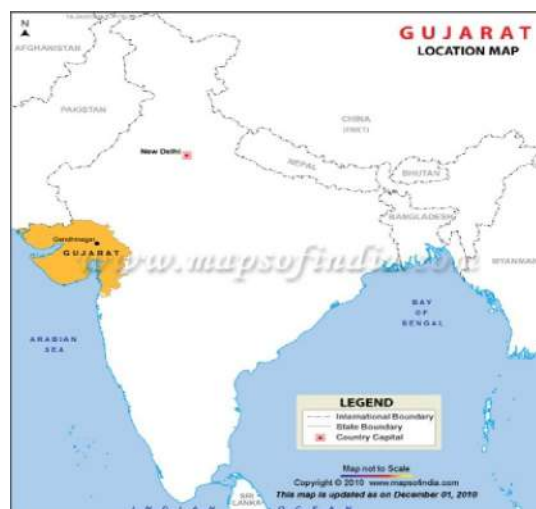 N
GUJARAT
LOCATION MAP
AFGHANISTAN
PAKISTAN
CHINA
New Delhi
NEPAL
BHUTAN
BANGLADESH
Gandhinagar
GUJARAT
www.mapsofindia.com
MYANMAR
ARABIAN
SEA
BAY
OF
BENGAL
LEGEND
International Boundary
State Boundary
Country Capital
Map not to Scale
Copyright © 2010 www.mapsofindia.com
This map is updated as on December 01, 2010
SRI
LANKA
INDIAN OCEAN